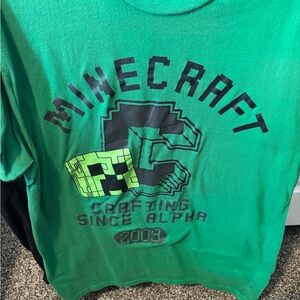 MINECRAFT
C
CRAFTING
SINCE ALPHA
2009